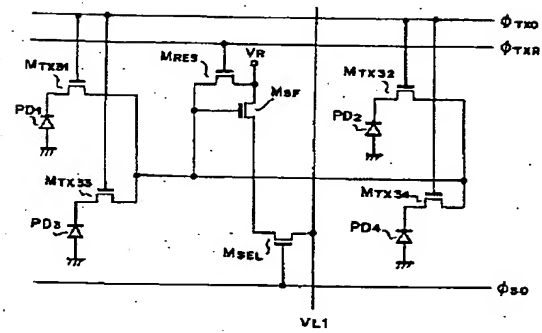 ΦTXO
ΦTXR
MTX31
MRES
VR
MTX32
PD1
MSF
PD2
MTX33
MTX34
PD3
MSEL
PD4
ΦSO
VL1